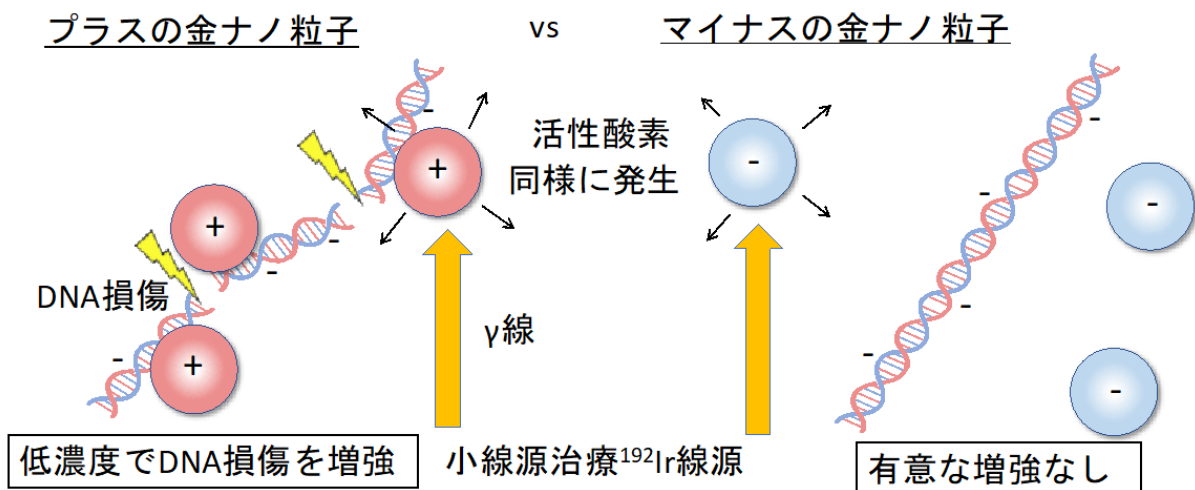 プラスの金ナノ粒子 vs マイナスの金ナノ粒子
活性酸素
同様に発生
+
-
+
-
+
-
-
-
-
-
-
-
-
-
DNA損傷
γ線
低濃度でDNA損傷を増強
小線源治療¹⁹²Ir線源
有意な増強なし